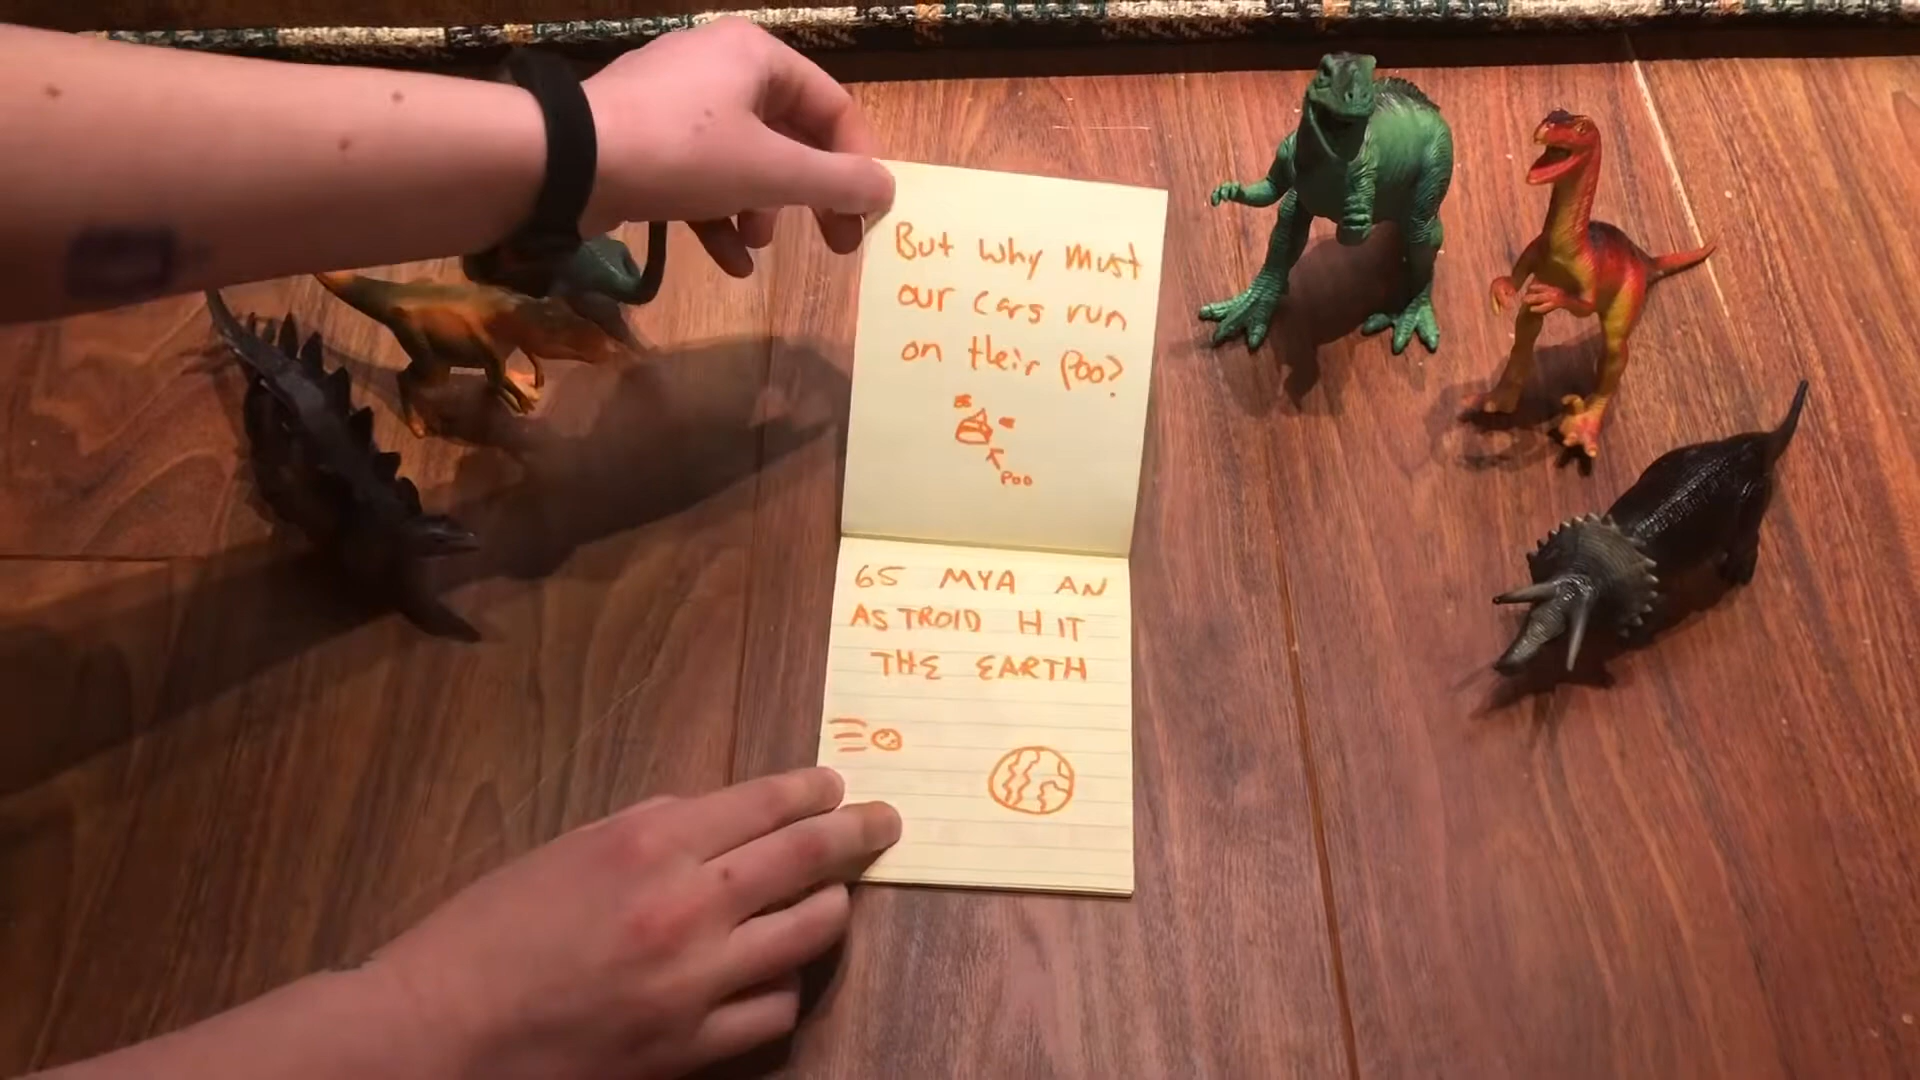 But why must
our cars run
on their Poo?
Poo
65 MYA AN
ASTROID HIT
THE EARTH